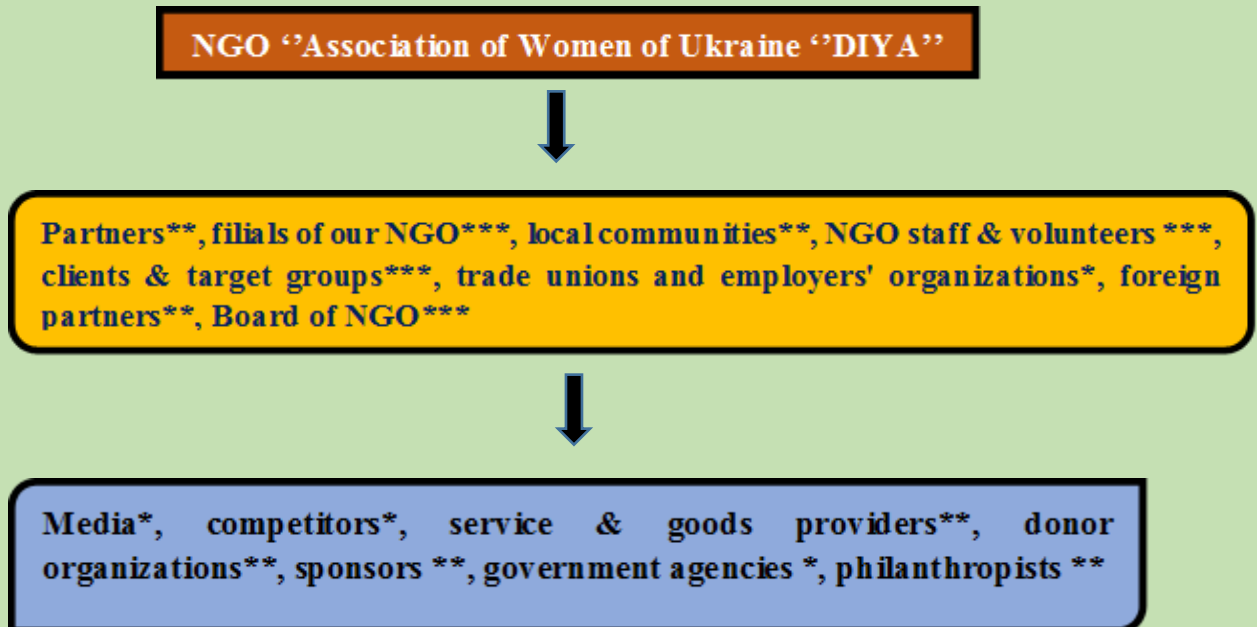 NGO ‘’Association of Women of Ukraine ‘’DIYA’’
Partners**, filials of our NGO***, local communities**, NGO staff & volunteers ***,
clients & target groups***, trade unions and employers' organizations*, foreign
partners**, Board of NGO***
Media*, competitors*, service & goods providers**, donor
organizations**, sponsors **, government agencies *, philanthropists **